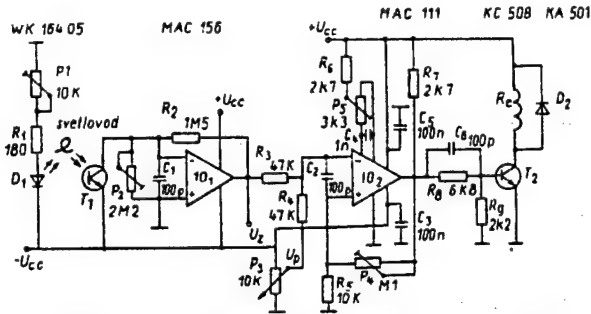 WK 164 05 MAC 156 MAC 111 KC 508 KA 501
+Ucc
P1
10K
R1
180
D1
svetlovod
T1
P2
2M2
R2
1M5
C1
100p
IO1
+Ucc
-Ucc
R3
47K
R4
47K
Uz
Up
P3
10K
R6
2k7
P5
3k3
C4
1n
C2
100p
IO2
R5
10K
P4
M1
R7
2k7
C5
100n
C3
100n
C6
100p
R8 6K8
R9
2k2
T2
Re
D2